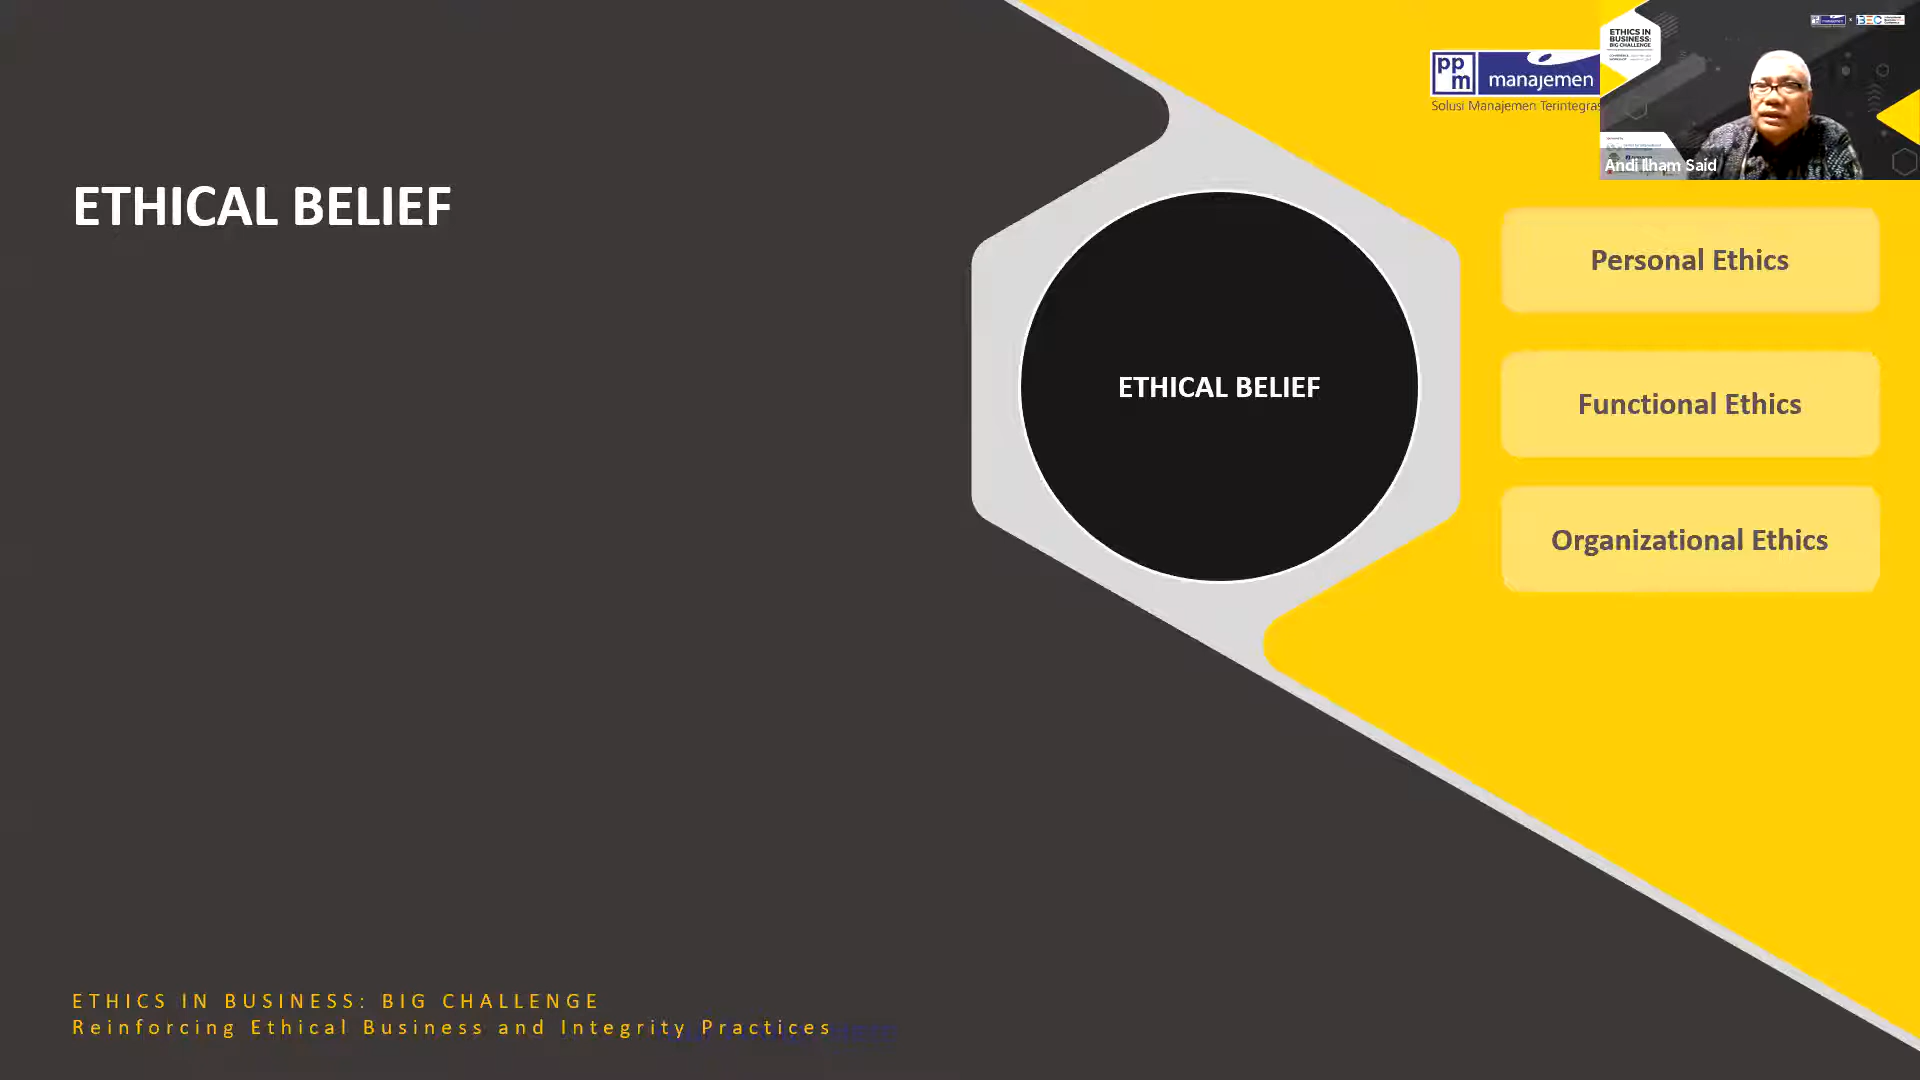 ppm manajemen
Solusi Manajemen Terintegras
ETHICS IN
BUSINESS:
BIG CHALLENGE
Andi Ilham Said
ETHICAL BELIEF
ETHICAL BELIEF
Personal Ethics
Functional Ethics
Organizational Ethics
ETHICS IN BUSINESS: BIG CHALLENGE
Reinforcing Ethical Business and Integrity Practices